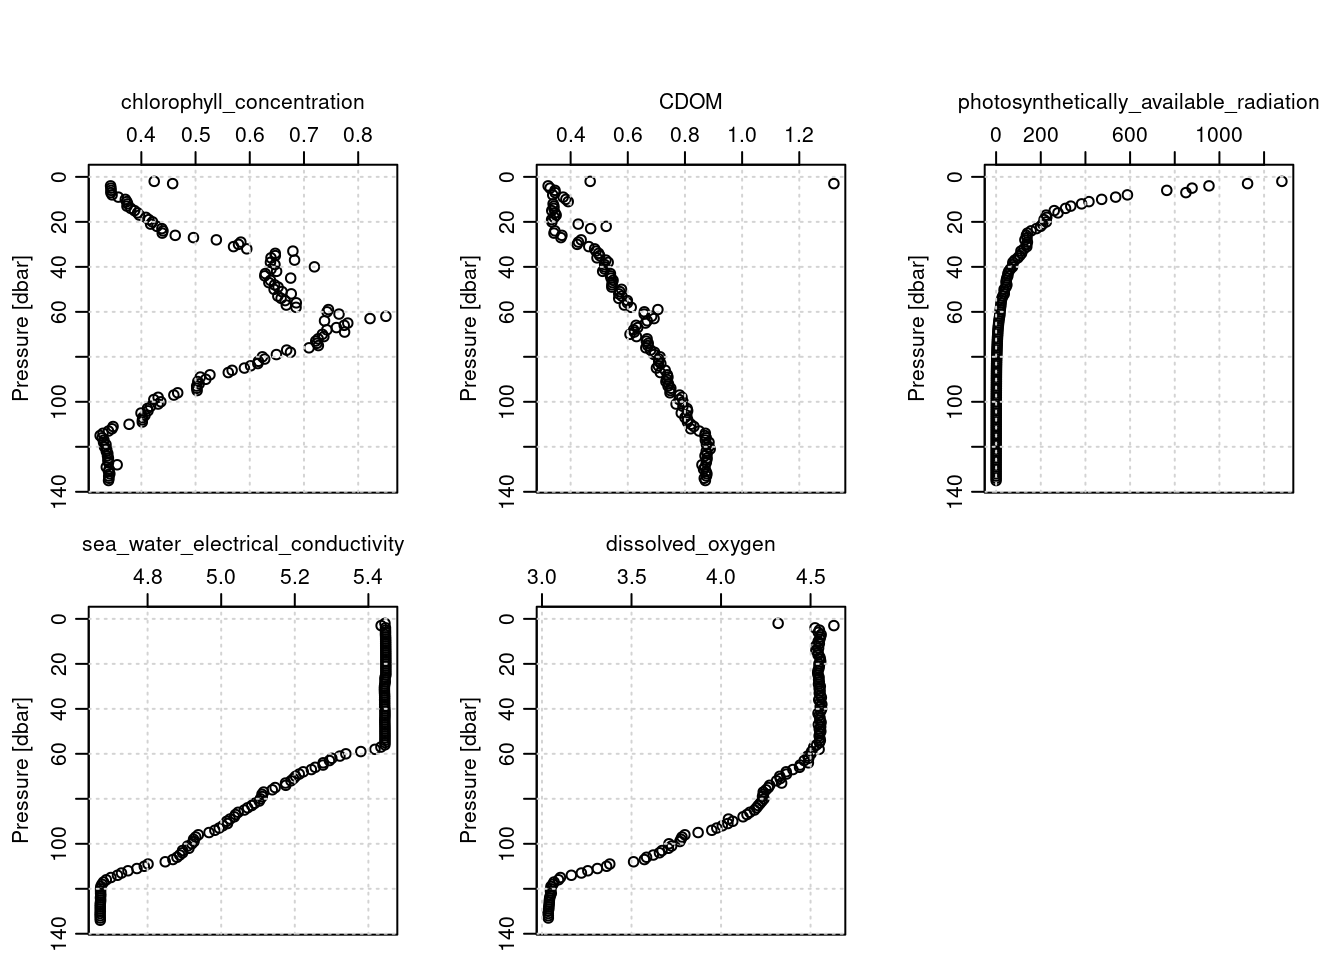 chlorophyll_concentration
0.4 0.5 0.6 0.7 0.8
Pressure [dbar]
0
20
40
60
100
140
CDOM
0.4 0.6 0.8 1.0 1.2
Pressure [dbar]
0
20
40
60
100
140
photosynthetically_available_radiation
0 200 600 1000
Pressure [dbar]
0
20
40
60
100
140
sea_water_electrical_conductivity
4.8 5.0 5.2 5.4
Pressure [dbar]
0
20
40
60
100
140
dissolved_oxygen
3.0 3.5 4.0 4.5
Pressure [dbar]
0
20
40
60
100
140